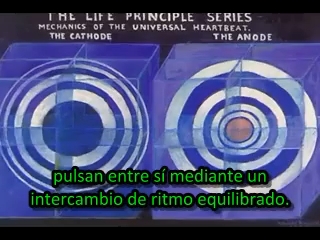 THE LIFE PRINCIPLE SERIES
MECHANICS OF THE UNIVERSAL HEARTBEAT.
THE CATHODE THE ANODE
pulsan entre sí mediante un
intercambio de ritmo equilibrado.